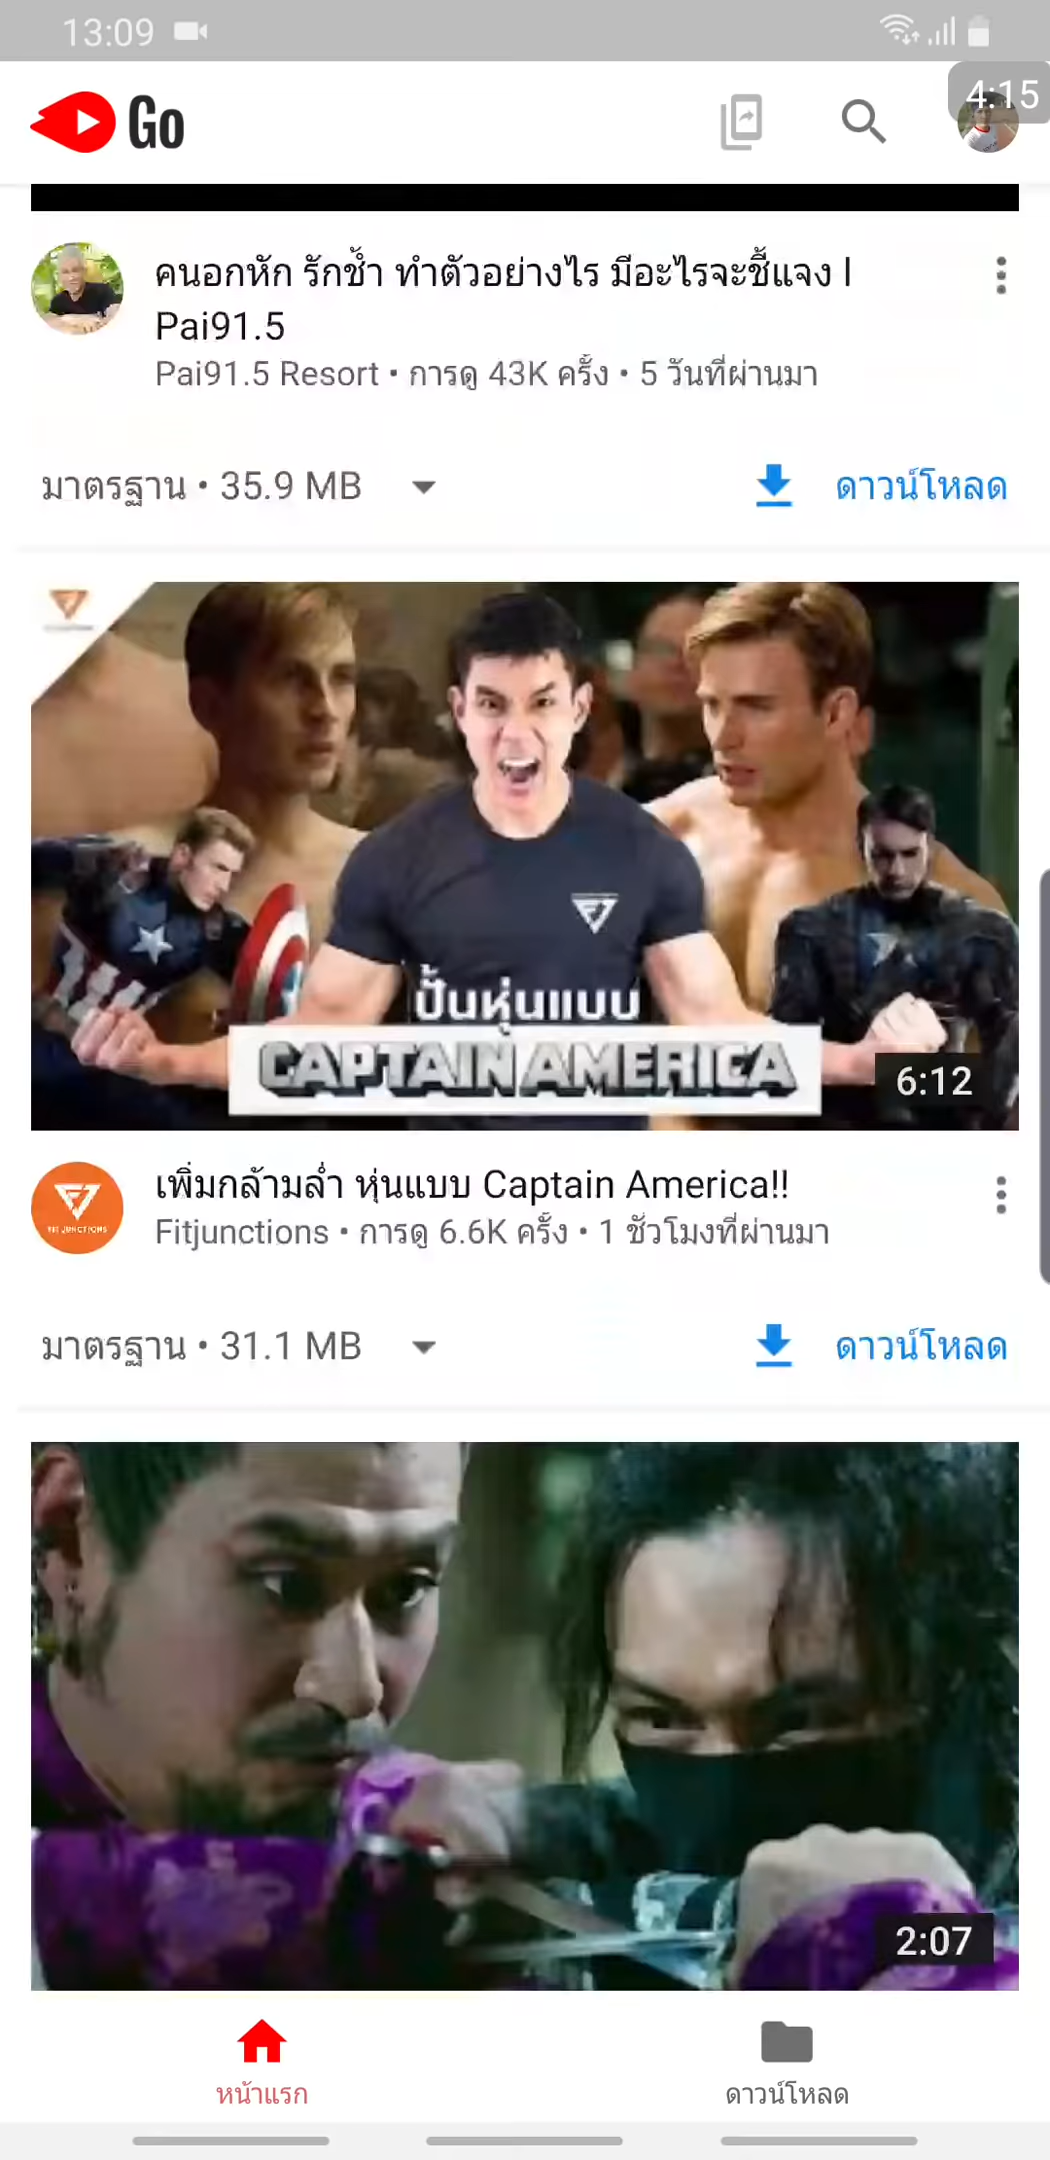 13:09
4:15
Go
คนอกหัก รักช้ำ ทำตัวอย่างไร มีอะไรจะชี้แจง l
Pai91.5
Pai91.5 Resort • การดู 43K ครั้ง • 5 วันที่ผ่านมา
มาตรฐาน • 35.9 MB
ดาวน์โหลด
ปั้นหุ่นแบบ
CAPTAIN AMERICA
6:12
เพิ่มกล้ามล่ำ หุ่นแบบ Captain America!!
Fitjunctions • การดู 6.6K ครั้ง • 1 ชั่วโมงที่ผ่านมา
FIT JUNCTIONS
มาตรฐาน • 31.1 MB
ดาวน์โหลด
2:07
หน้าแรก
ดาวน์โหลด